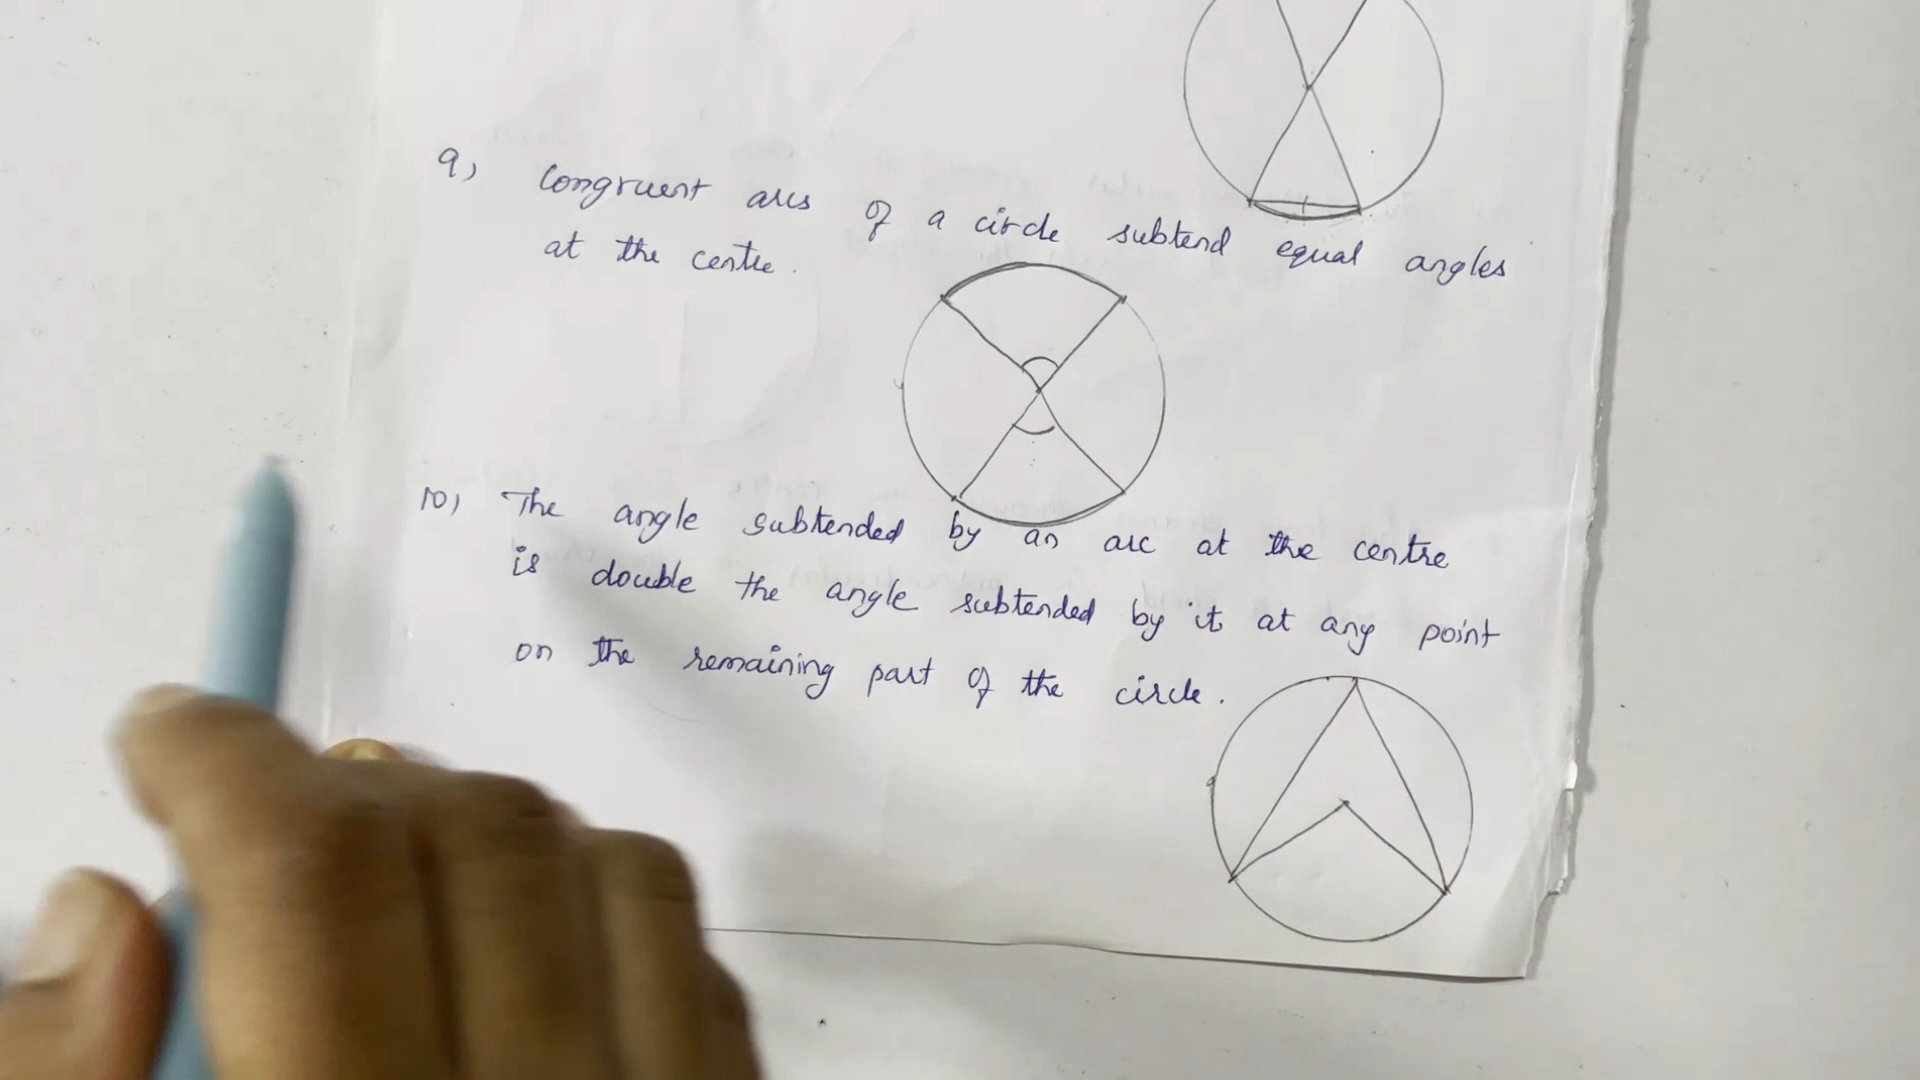 9) Congruent arcs of a circle subtend equal angles
at the centre.
10) The angle subtended by an arc at the centre
is double the angle subtended by it at any point
on the remaining part of the circle.